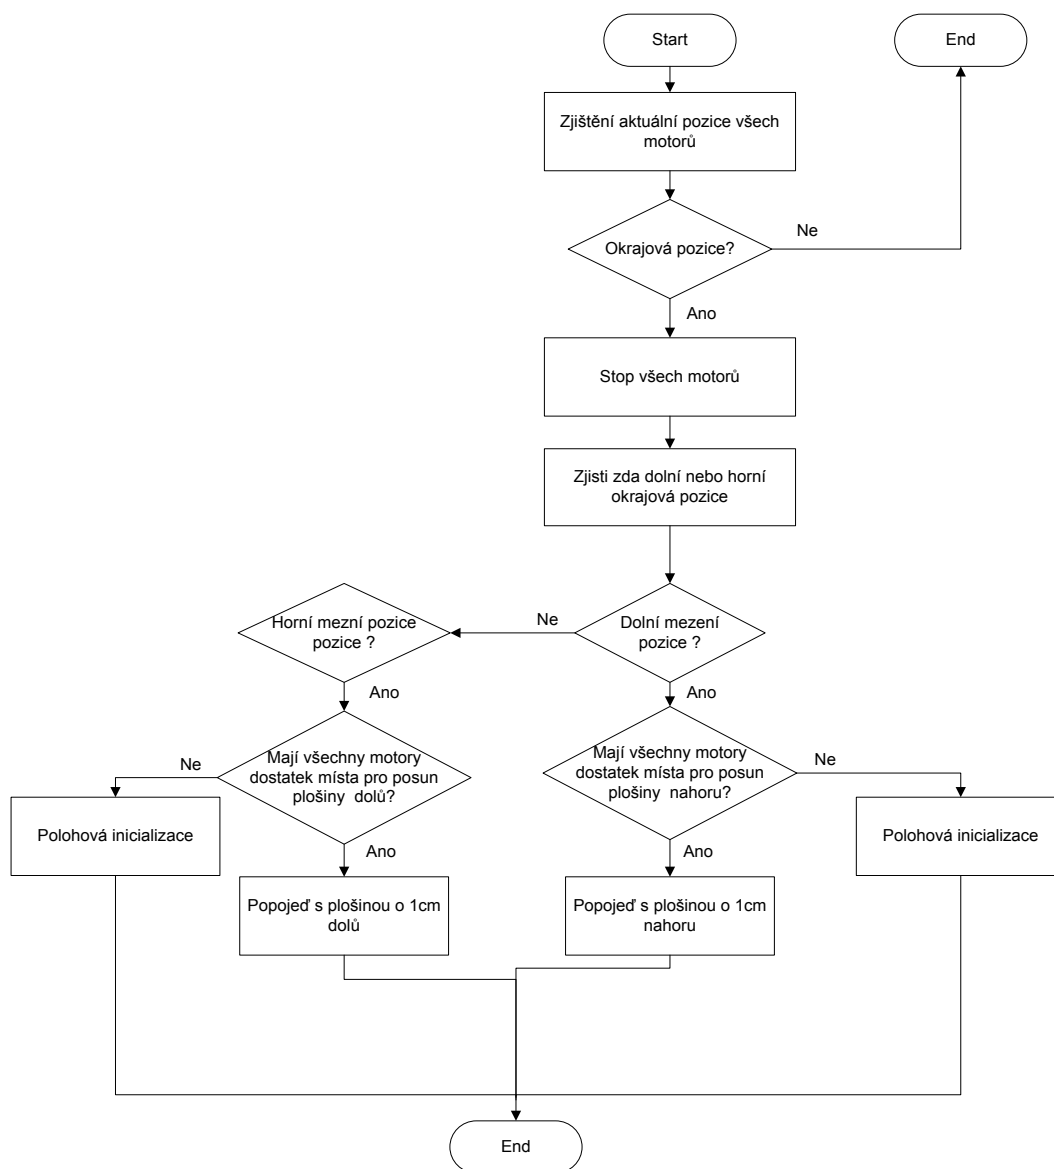 Start
End
Zjištění aktuální pozice všech
motorů
Okrajová pozice?
Ne
Ano
Stop všech motorů
Zjisti zda dolní nebo horní
okrajová pozice
Horní mezní pozice
pozice ?
Ne
Dolní mezení
pozice ?
Ano
Ano
Ne
Mají všechny motory
dostatek místa pro posun
plošiny dolů?
Mají všechny motory
dostatek místa pro posun
plošiny nahoru?
Ne
Polohová inicializace
Ano
Ano
Polohová inicializace
Popojeď s plošinou o 1cm
dolů
Popojeď s plošinou o 1cm
nahoru
End